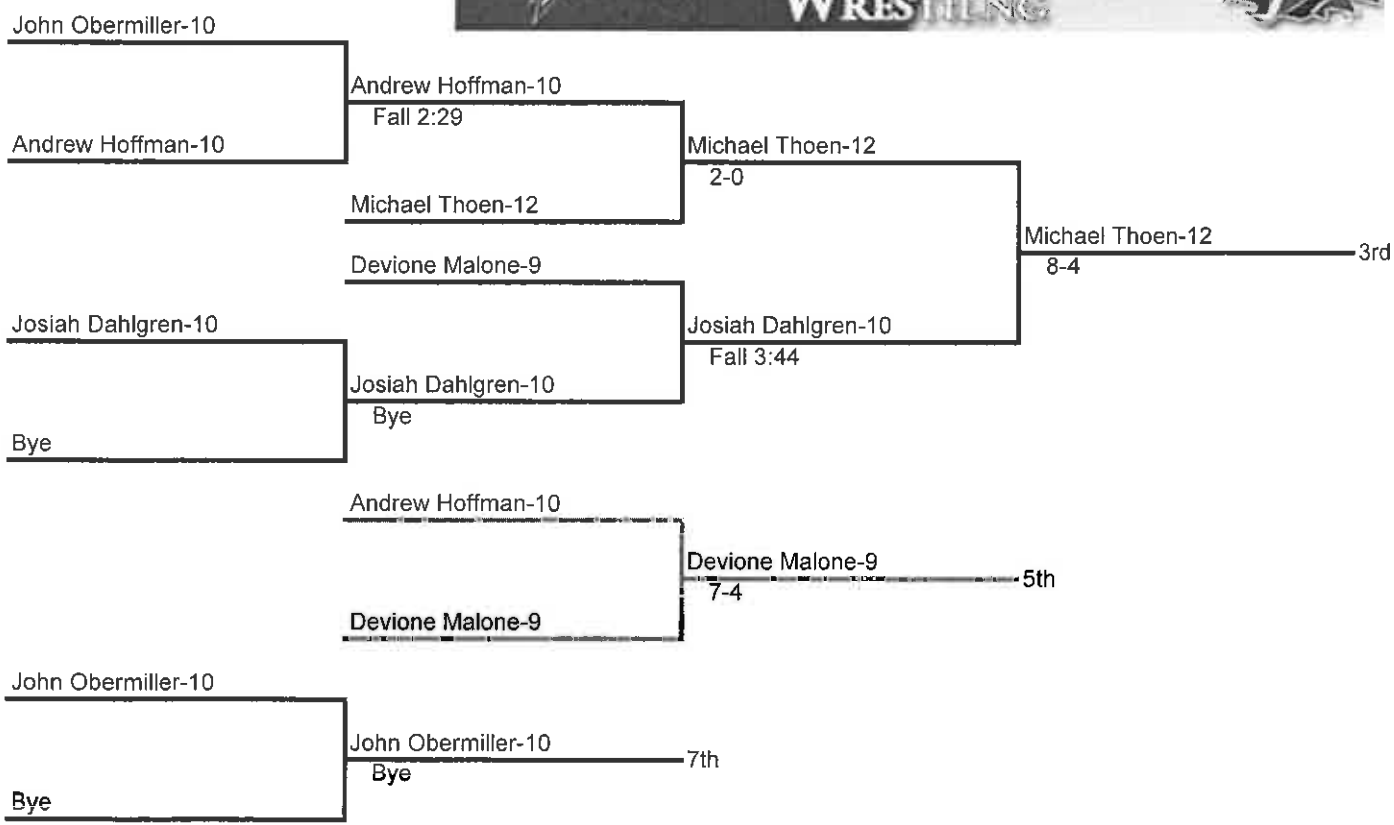 WRESTLING
John Obermiller-10
Andrew Hoffman-10
Fall 2:29
Andrew Hoffman-10
Michael Thoen-12
2-0
Michael Thoen-12
Michael Thoen-12
8-4
3rd
Devione Malone-9
Josiah Dahlgren-10
Josiah Dahlgren-10
Fall 3:44
Josiah Dahlgren-10
Bye
Bye
Andrew Hoffman-10
Devione Malone-9
7-4
5th
Devione Malone-9
John Obermiller-10
John Obermiller-10
Bye
7th
Bye